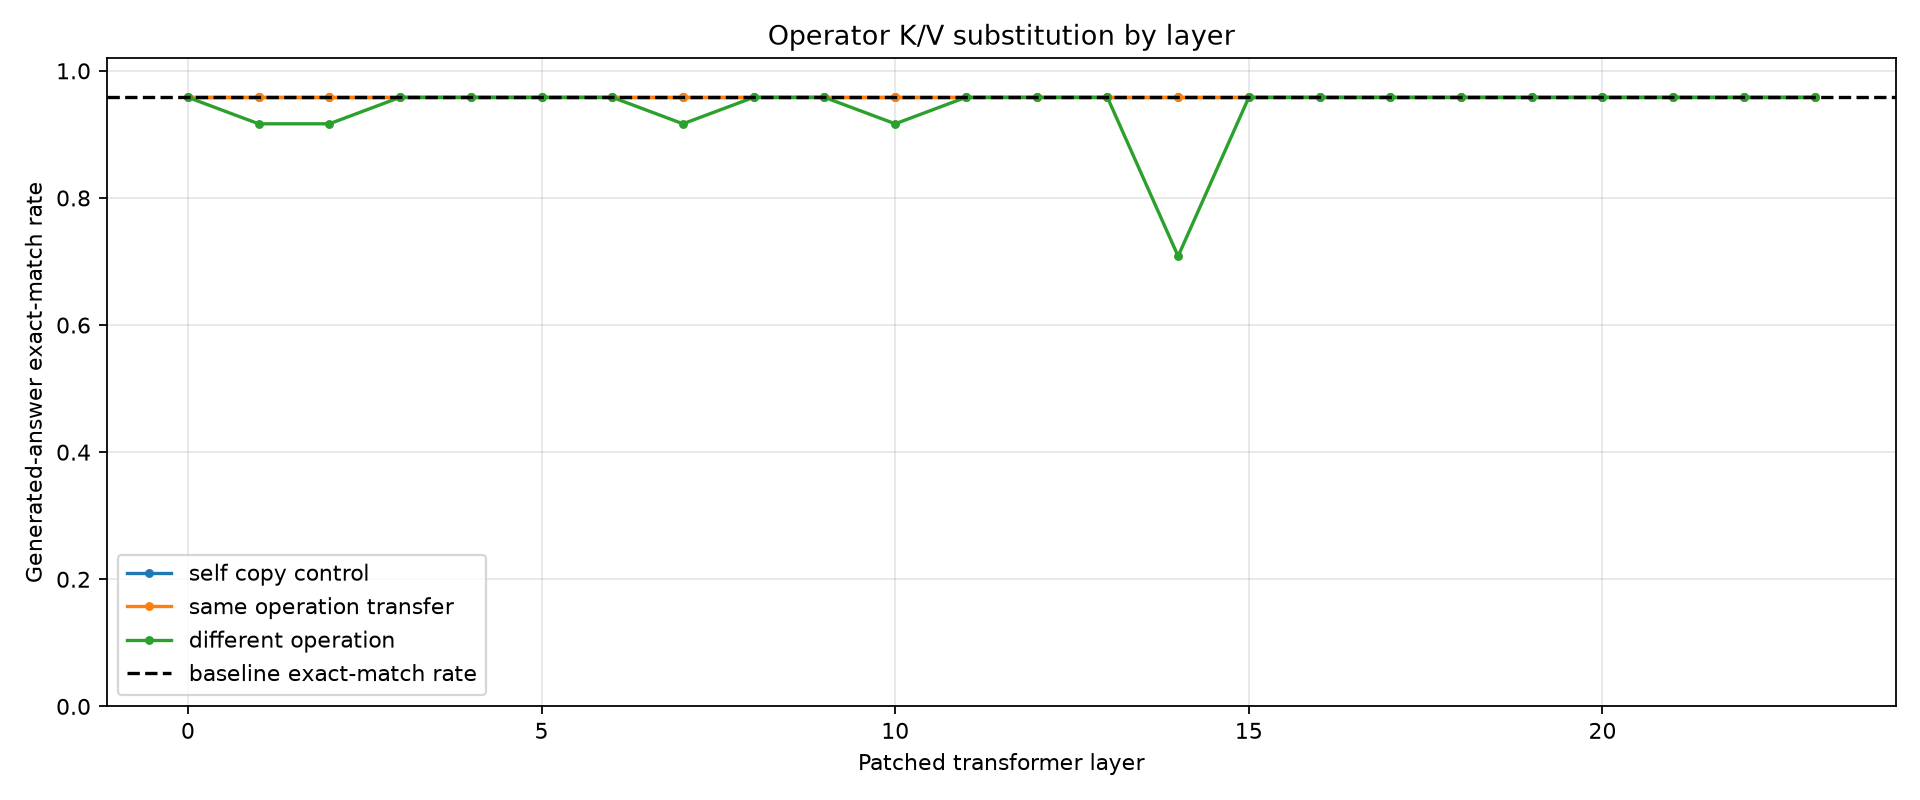 Operator K/V substitution by layer
Generated-answer exact-match rate
1.0
0.8
0.6
0.4
0.2
0.0
self copy control
same operation transfer
different operation
baseline exact-match rate
0 5 10 15 20
Patched transformer layer